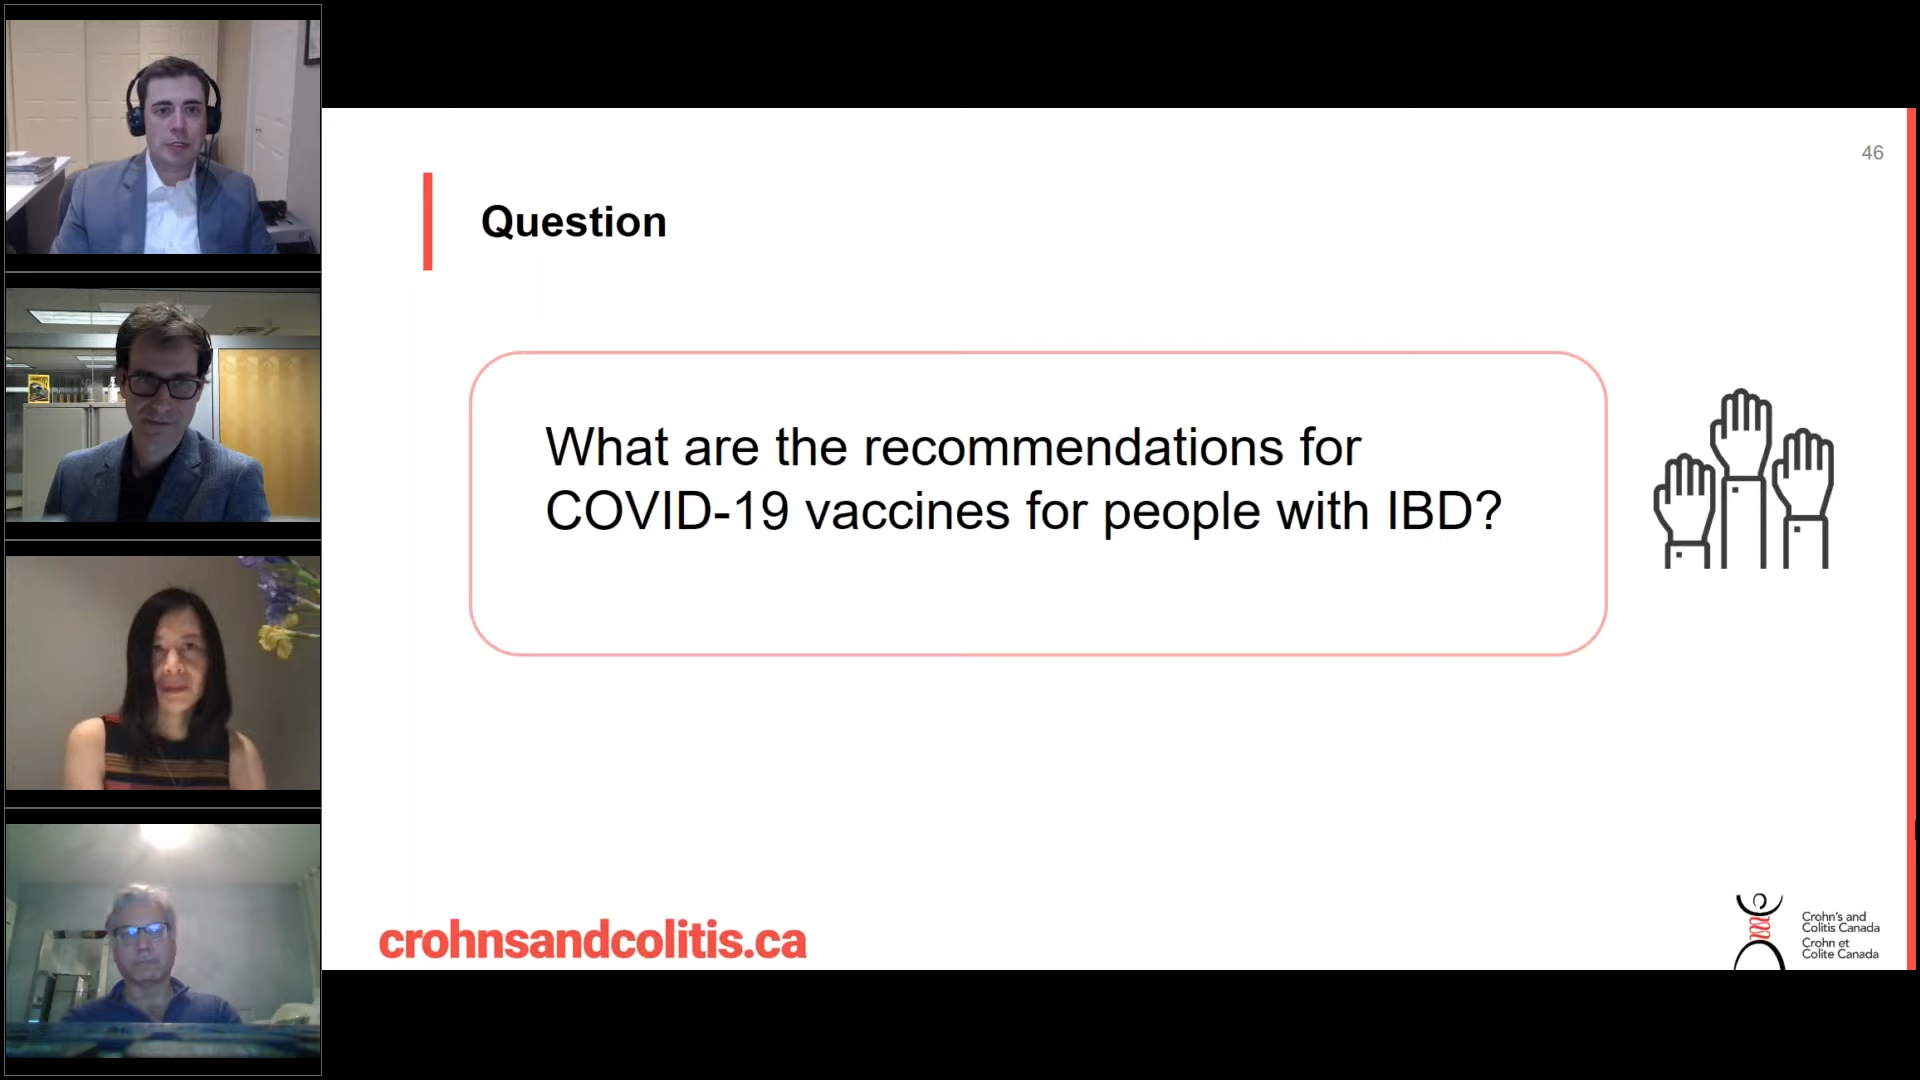 46
Question
What are the recommendations for
COVID-19 vaccines for people with IBD?
crohnsandcolitis.ca
Crohn's and
Colitis Canada
Crohn et
Colite Canada